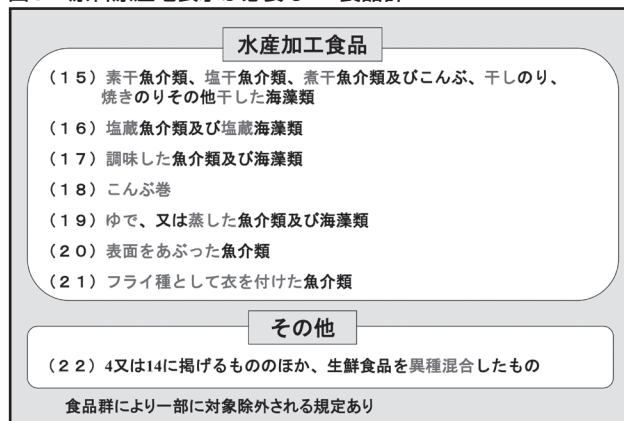 水産加工食品
(15)素干魚介類、塩干魚介類、煮干魚介類及びこんぶ、干しのり、
焼きのりその他干した海藻類
(16)塩蔵魚介類及び塩蔵海藻類
(17)調味した魚介類及び海藻類
(18)こんぶ巻
(19)ゆで、又は蒸した魚介類及び海藻類
(20)表面をあぶった魚介類
(21)フライ種として衣を付けた魚介類
その他
(22)4又は14に掲げるもののほか、生鮮食品を異種混合したもの
食品群により一部に対象除外される規定あり